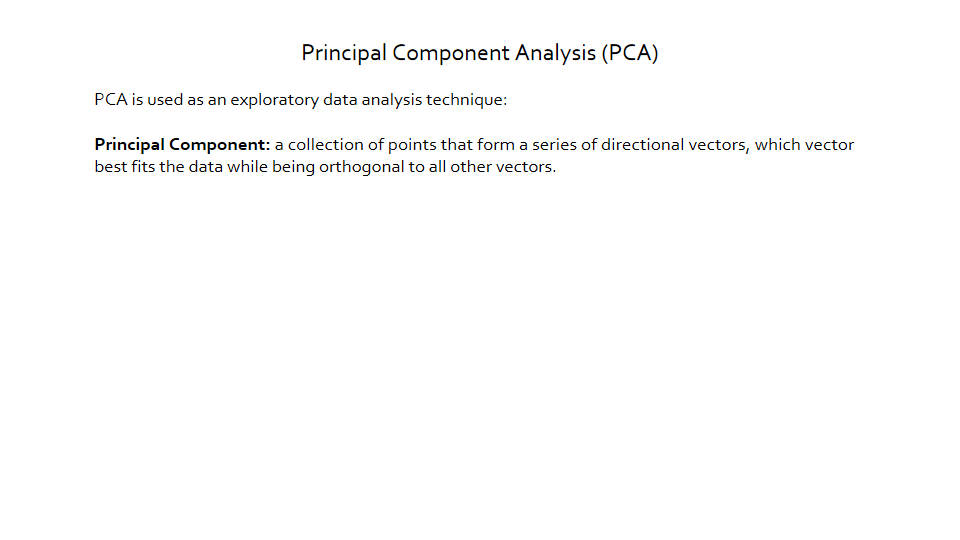 Principal Component Analysis (PCA)
PCA is used as an exploratory data analysis technique:
Principal Component: a collection of points that form a series of directional vectors, which vector
best fits the data while being orthogonal to all other vectors.